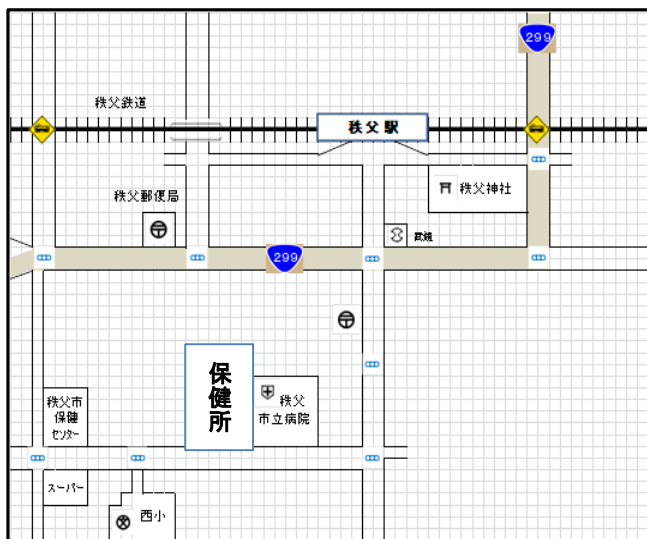 299
秩父鉄道
秩父駅
秩父神社
秩父郵便局
299
保健所
秩父
市立病院
秩父市
保健
センター
スーパー
西小